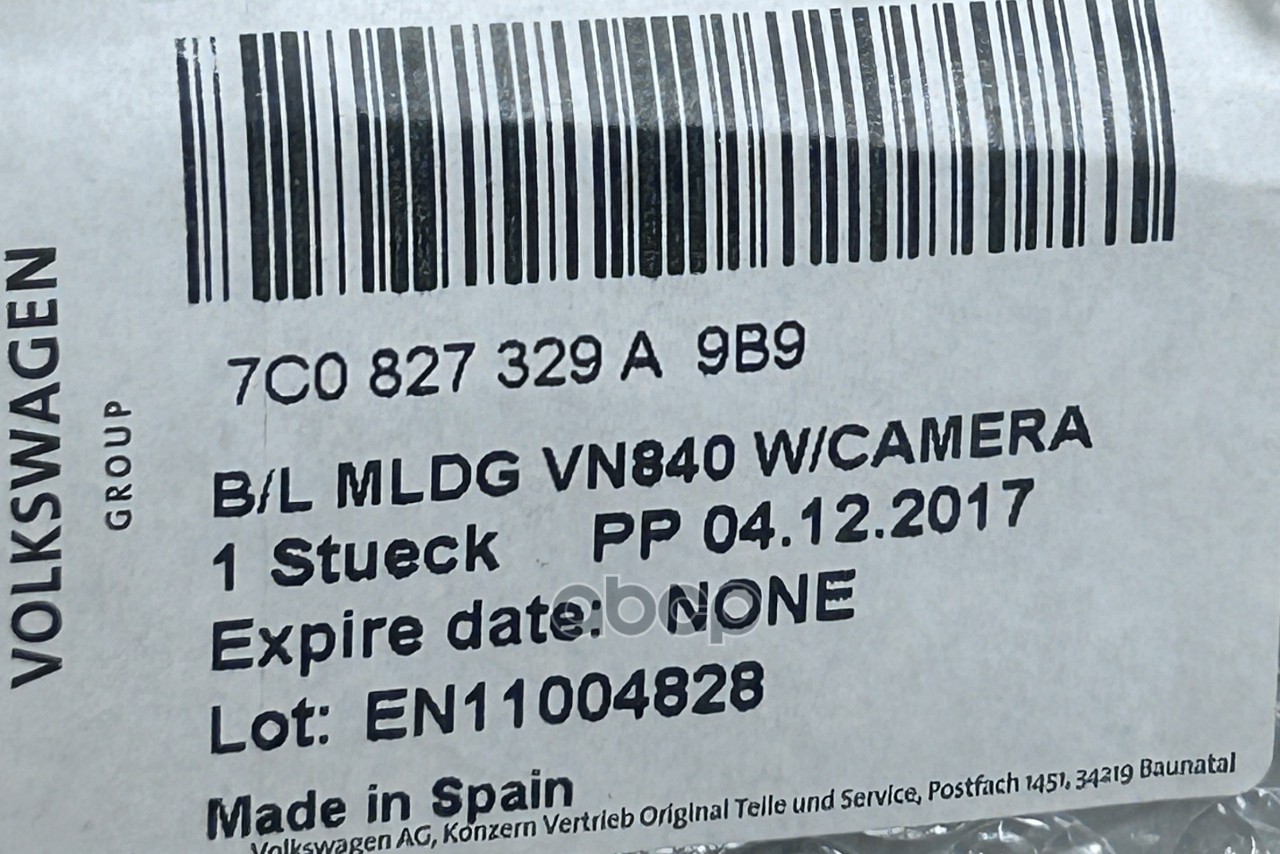 VOLKSWAGEN
GROUP
7C0 827 329 A 9B9
B/L MLDG VN840 W/CAMERA
1 Stueck PP 04.12.2017
Expire date: NONE
abcp
Lot: EN11004828
Made in Spain
Volkswagen AG, Konzern Vertrieb Original Teile und Service, Postfach 1451, 34219 Baunatal